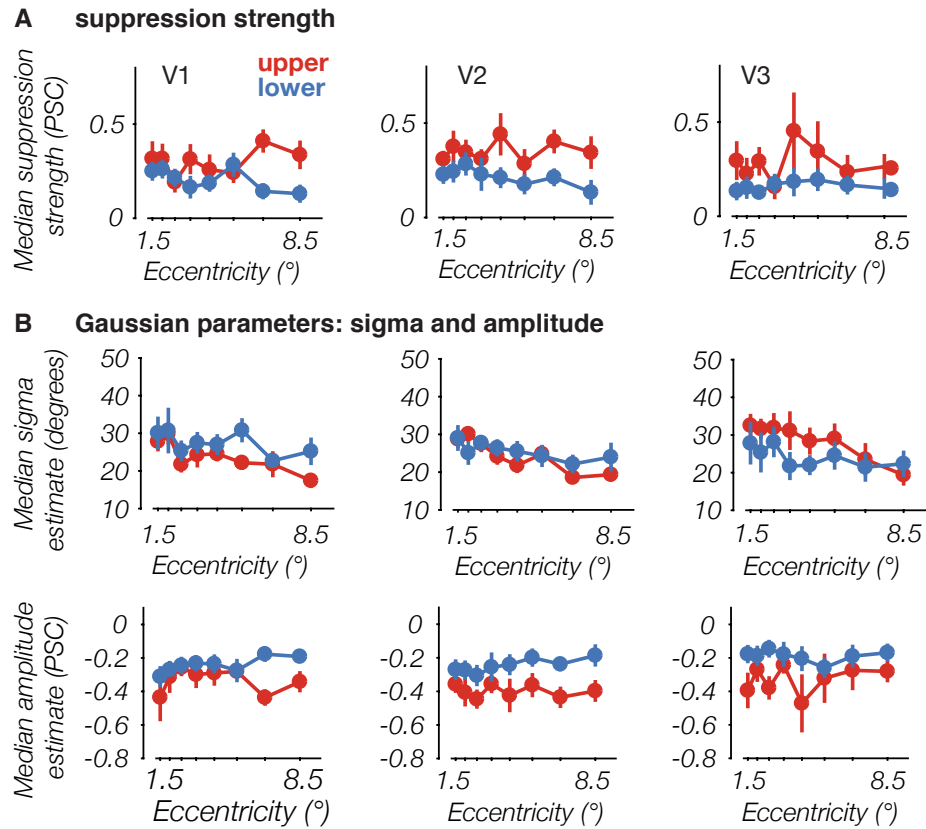 A suppression strength
V1
upper
lower
V2
V3
Median suppression
strength (PSC)
0.5
0
1.5
8.5
Eccentricity (°)
0.5
0
1.5
8.5
Eccentricity (°)
0.5
0
1.5
8.5
Eccentricity (°)
B Gaussian parameters: sigma and amplitude
Median sigma
estimate (degrees)
50
40
30
20
10
1.5
8.5
Eccentricity (°)
50
40
30
20
10
1.5
8.5
Eccentricity (°)
50
40
30
20
10
1.5
8.5
Eccentricity (°)
Median amplitude
estimate (PSC)
0
-0.2
-0.4
-0.6
-0.8
1.5
8.5
Eccentricity (°)
0
-0.2
-0.4
-0.6
-0.8
1.5
8.5
Eccentricity (°)
0
-0.2
-0.4
-0.6
-0.8
1.5
8.5
Eccentricity (°)